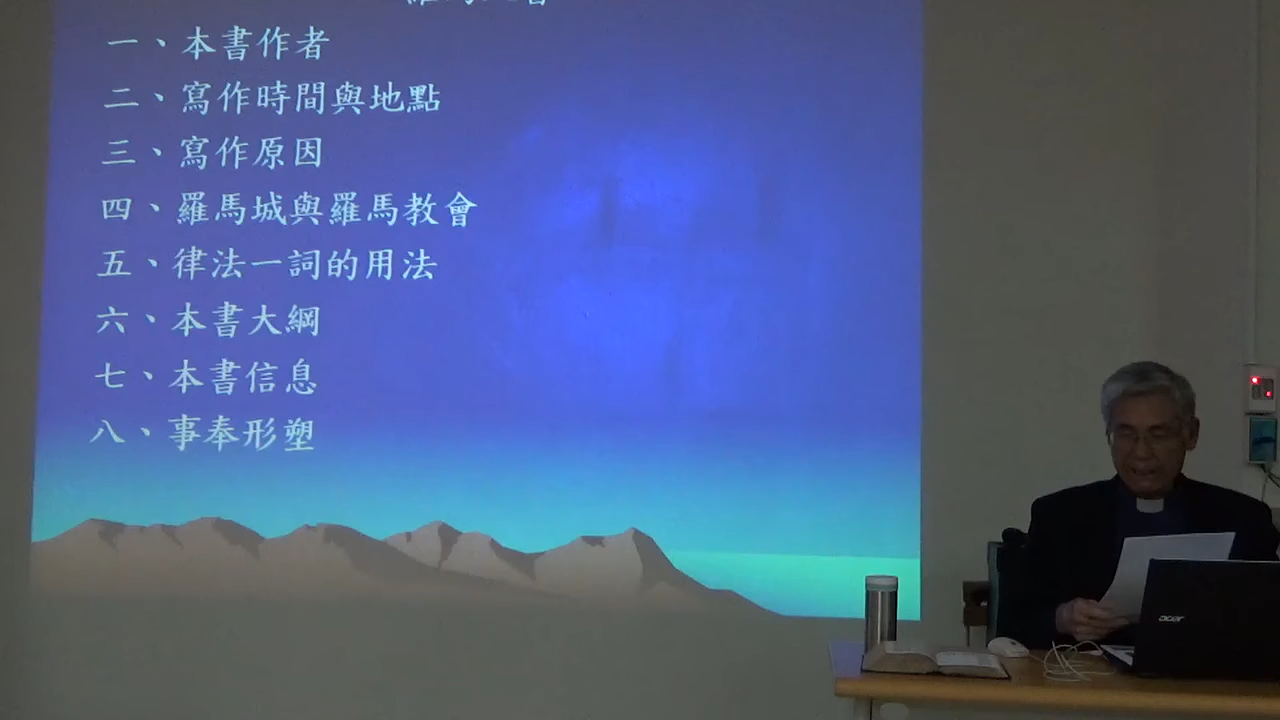 一、本書作者
二、寫作時間與地點
三、寫作原因
四、羅馬城與羅馬教會
五、律法一詞的用法
六、本書大綱
七、本書信息
八、事奉形塑
acer